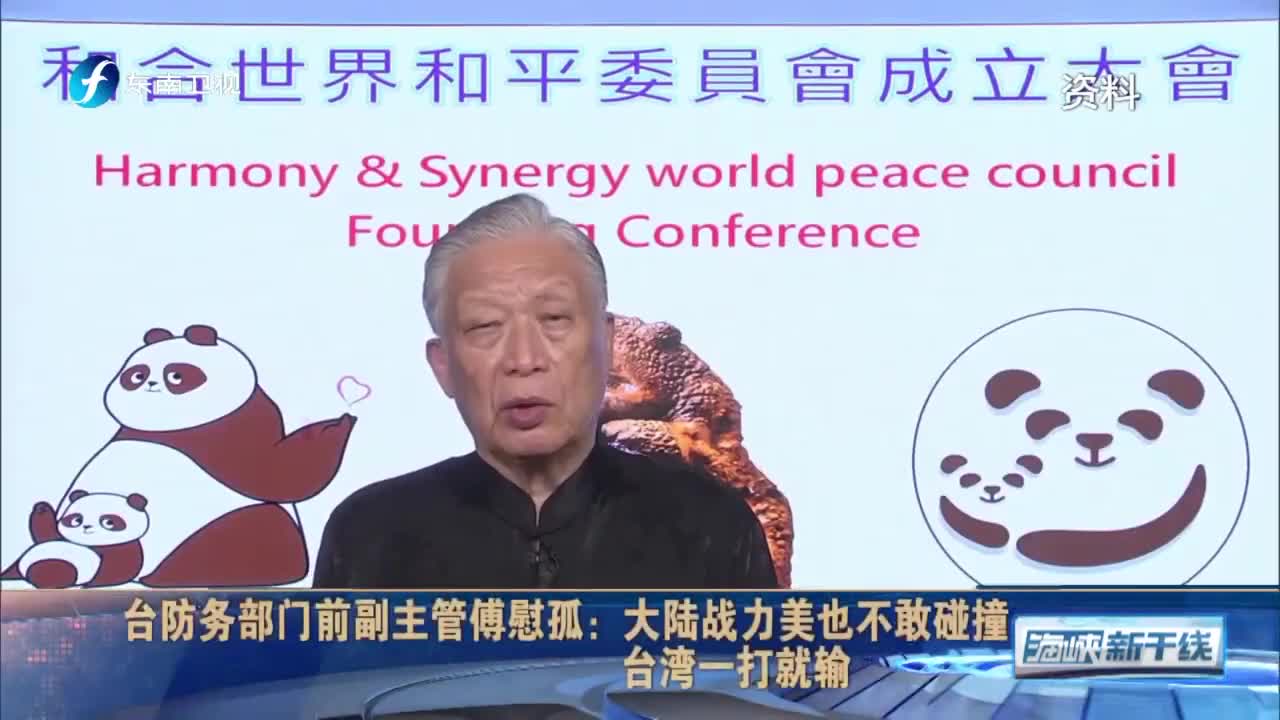 和合世界和平委員會成立大會
东南卫视
资料
Harmony & Synergy world peace council
Founding Conference
台防务部门前副主管傅慰孤：大陆战力美也不敢碰撞
台湾一打就输
海峡新干线